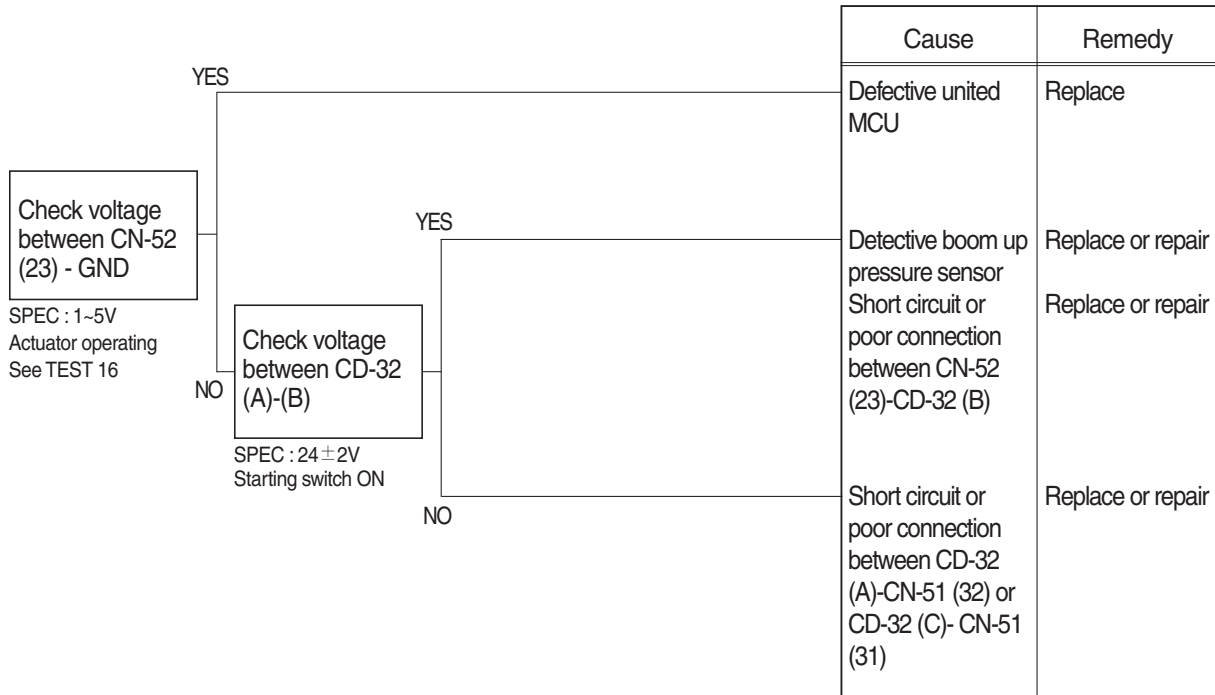 Cause
Remedy
YES
Defective united
MCU
Replace
Check voltage
between CN-52
(23) - GND
SPEC : 1~5V
Actuator operating
See TEST 16
YES
Detective boom up
pressure sensor
Replace or repair
Short circuit or
poor connection
between CN-52
(23)-CD-32 (B)
Replace or repair
NO
Check voltage
between CD-32
(A)-(B)
SPEC : 24±2V
Starting switch ON
NO
Short circuit or
poor connection
between CD-32
(A)-CN-51 (32) or
CD-32 (C)- CN-51
(31)
Replace or repair